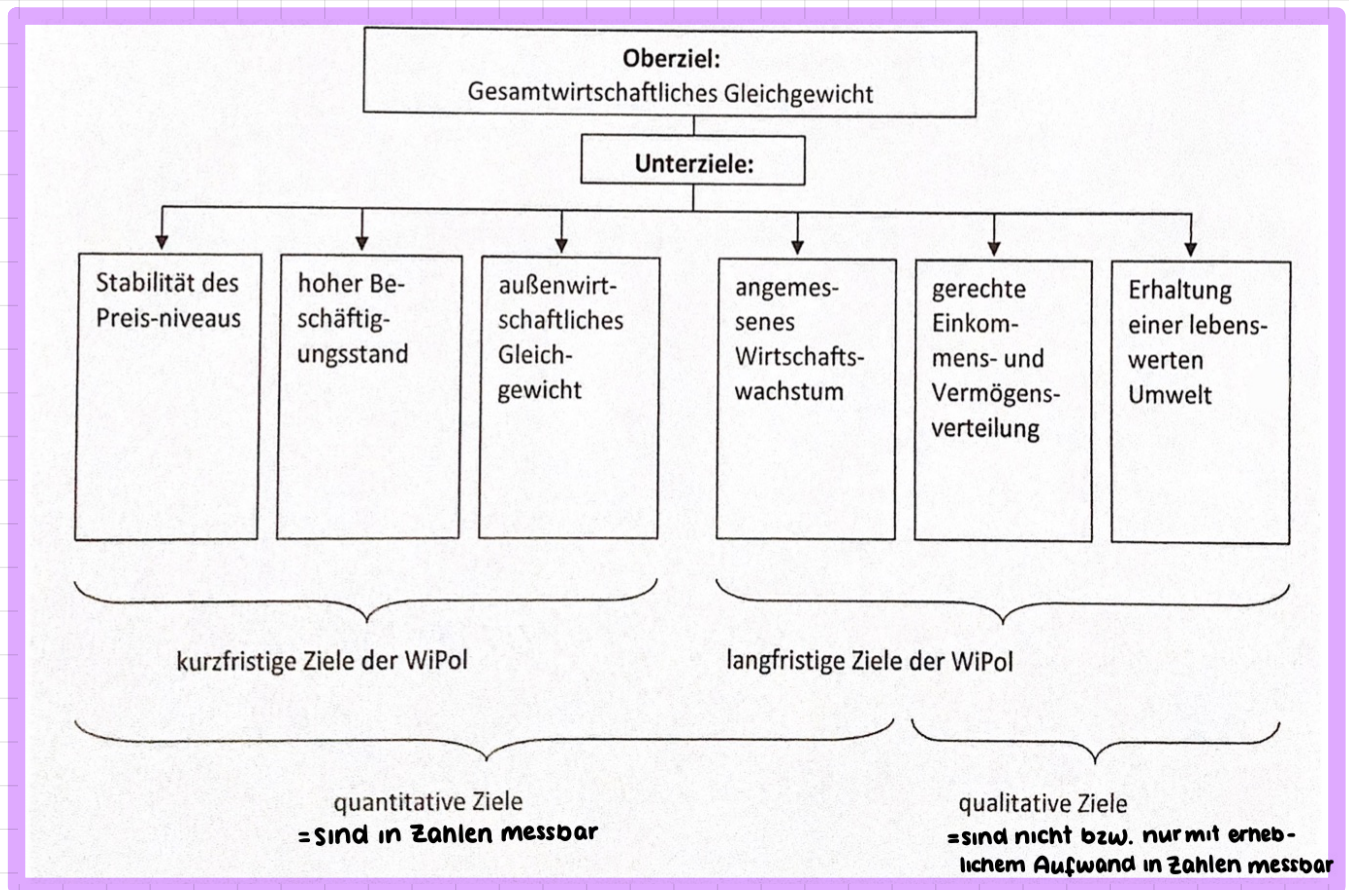 Oberziel:
Gesamtwirtschaftliches Gleichgewicht
Unterziele:
Stabilität des
Preis-niveaus
hoher Be-
schäftig-
ungsstand
außenwirt-
schaftliches
Gleich-
gewicht
angemes-
senes
Wirtschafts-
wachstum
gerechte
Einkom-
mens- und
Vermögens-
verteilung
Erhaltung
einer lebens-
werten
Umwelt
kurzfristige Ziele der WiPol
langfristige Ziele der WiPol
quantitative Ziele
=sind in Zahlen messbar
qualitative Ziele
=sind nicht bzw. nur mit erheb-
lichem Aufwand in Zahlen messbar